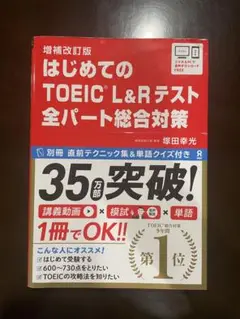 増補改訂版
はじめての
TOEIC® L&Rテスト
全パート総合対策
塚田幸光
別冊 直前テクニック集&単語クイズ付き
35万部突破!
講義動画 × 模試 × 単語
1冊でOK!!
こんな人にオススメ!
はじめて受験する
600〜730点をとりたい
TOEICの攻略法を知りたい
第1位